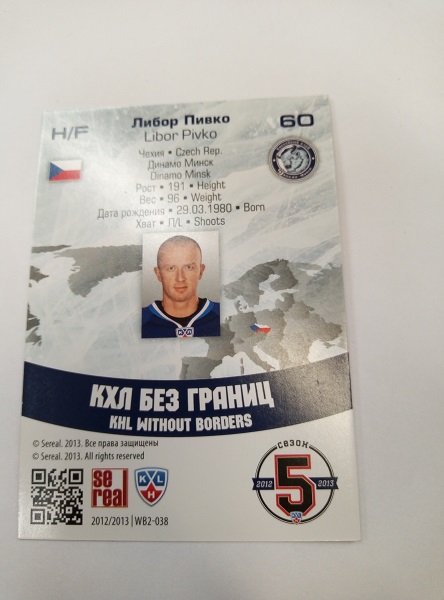 H/F
Либор Пивко
60
Libor Pivko
Чехия • Czech Rep.
Динамо Минск
Dinamo Minsk
Рост • 191 • Height
Вес • 96 • Weight
Дата рождения • 29.03.1980 • Born
Хват • Л/L • Shoots
КХЛ БЕЗ ГРАНИЦ
KHL WITHOUT BORDERS
© Sereal. 2013. Все права защищены
© Sereal. 2013. All rights reserved
se
real
KHL
2012/2013 | WB2-038
СЕЗОН
2012
5
2013